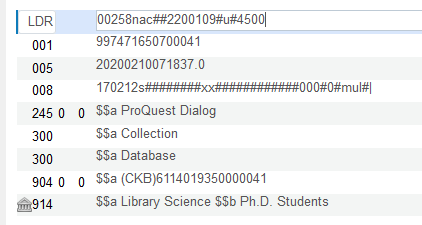 LDR 00258nac##2200109#u#4500
001 997471650700041
005 20200210071837.0
008 170212s########xx############000#0#mul#|
245 0 0 $$a ProQuest Dialog
300 $$a Collection
300 $$a Database
904 0 0 $$a (CKB)6114019350000041
914 $$a Library Science $$b Ph.D. Students